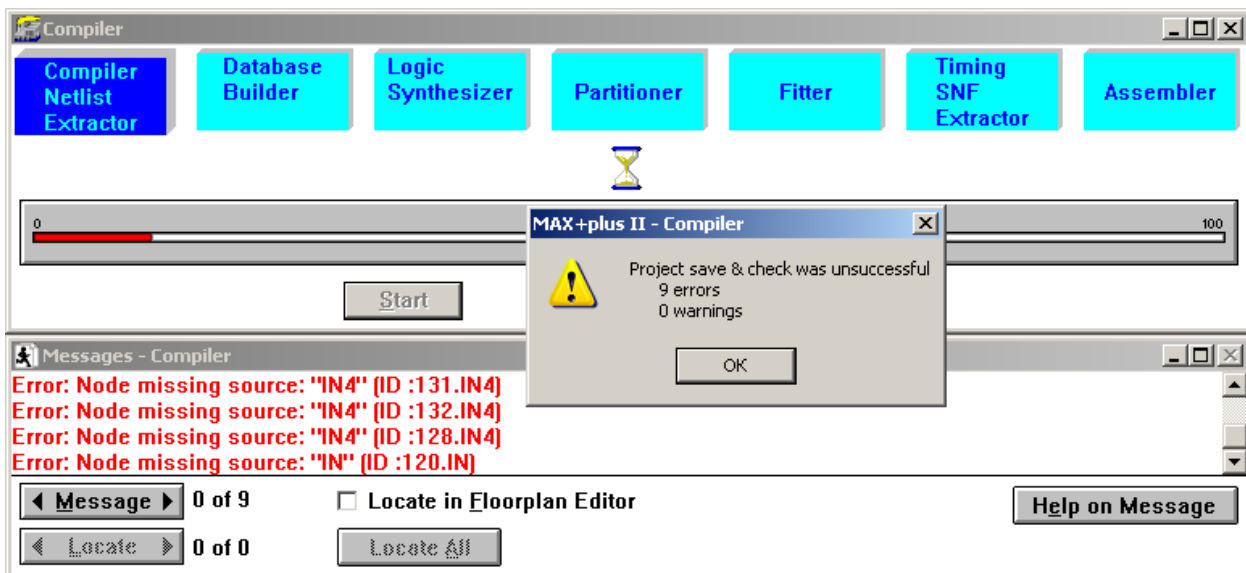 Compiler
Compiler
Netlist
Extractor
Database
Builder
Logic
Synthesizer
Partitioner
Fitter
Timing
SNF
Extractor
Assembler
0
100
Start
MAX+plus II - Compiler
Project save & check was unsuccessful
9 errors
0 warnings
OK
Messages - Compiler
Error: Node missing source: "IN4" (ID :131.IN4)
Error: Node missing source: "IN4" (ID :132.IN4)
Error: Node missing source: "IN4" (ID :128.IN4)
Error: Node missing source: "IN" (ID :120.IN)
Message 0 of 9 Locate in Floorplan Editor Help on Message
Locate 0 of 0 Locate All